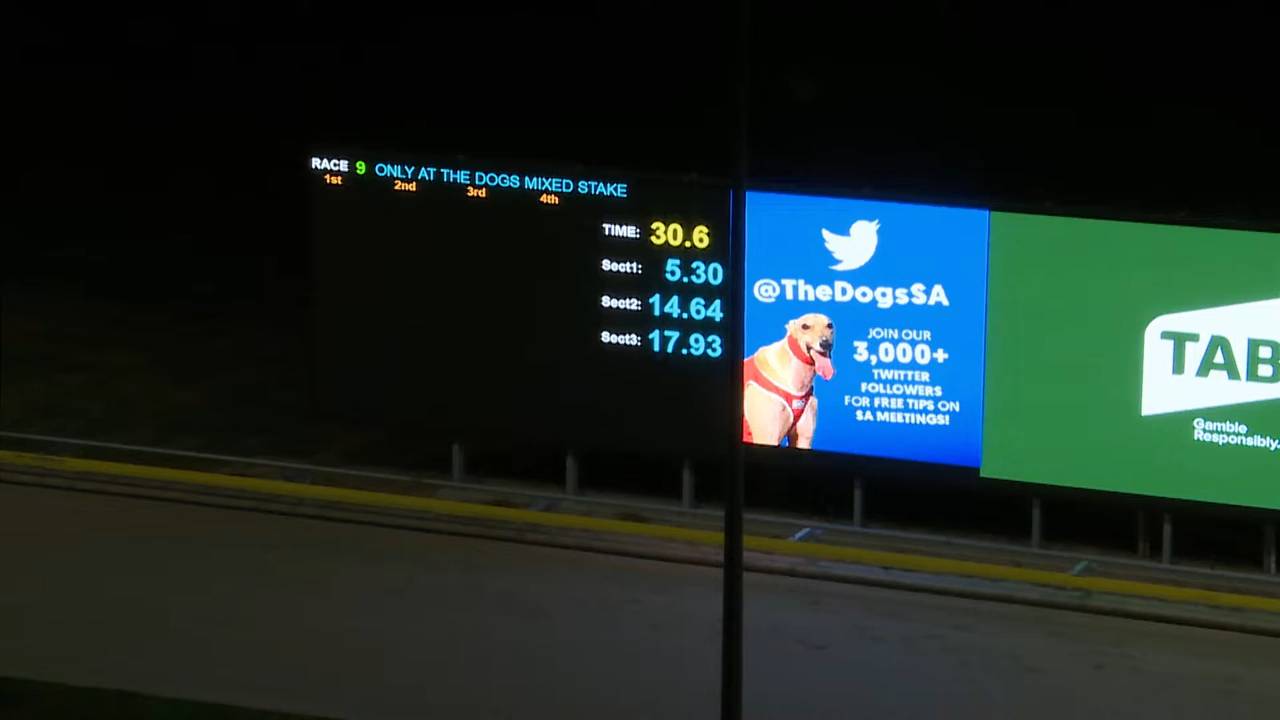 RACE 9 ONLY AT THE DOGS MIXED STAKE
1st 2nd 3rd 4th
TIME: 30.6
Sect1: 5.30
Sect2: 14.64
Sect3: 17.93
@TheDogsSA
JOIN OUR
3,000+
TWITTER
FOLLOWERS
FOR FREE TIPS ON
SA MEETINGS!
TAB
Gamble
Responsibly.